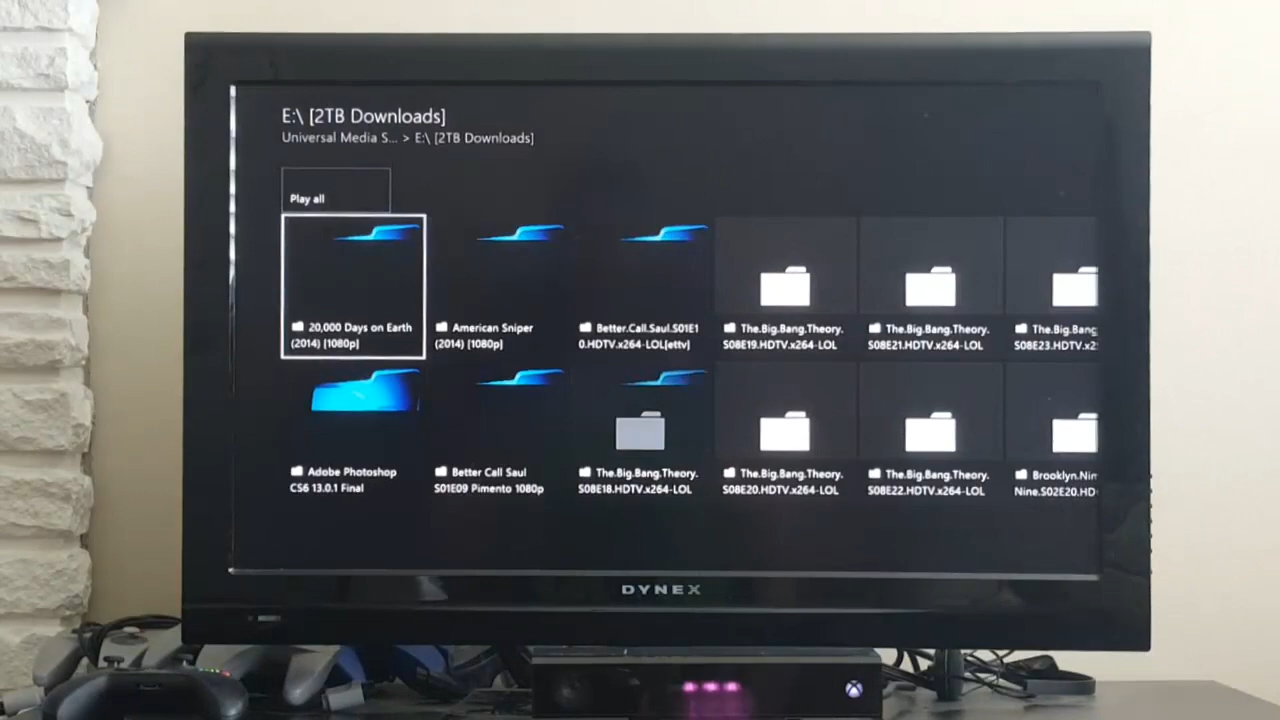 E:\ [2TB Downloads]
Universal Media S... > E:\ [2TB Downloads]
Play all
20,000 Days on Earth
(2014) [1080p]
American Sniper
(2014) [1080p]
Better.Call.Saul.S01E1
0.HDTV.x264-LOL[ettv]
The.Big.Bang.Theory.
S08E19.HDTV.x264-LOL
The.Big.Bang.Theory.
S08E21.HDTV.x264-LOL
The.Big.Bang
S08E23.HDTV.x2
Adobe Photoshop
CS6 13.0.1 Final
Better Call Saul
S01E09 Pimento 1080p
The.Big.Bang.Theory.
S08E18.HDTV.x264-LOL
The.Big.Bang.Theory.
S08E20.HDTV.x264-LOL
The.Big.Bang.Theory.
S08E22.HDTV.x264-LOL
Brooklyn.Nin
Nine.S02E20.HD
DYNEX